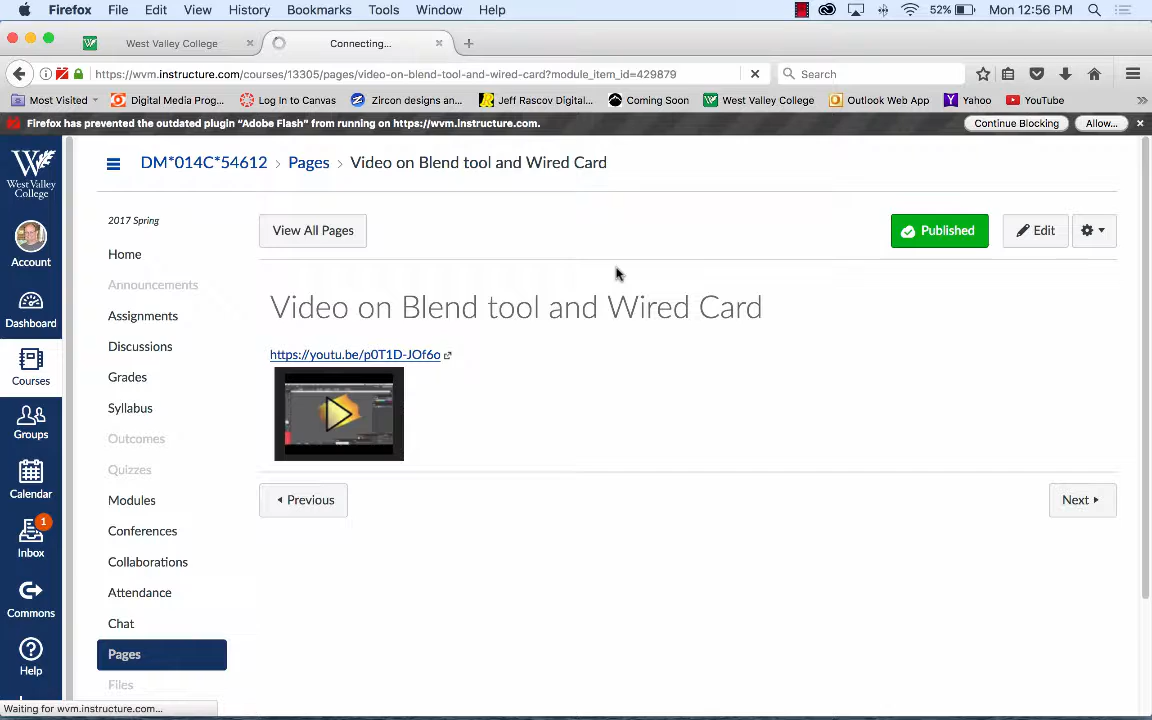 Firefox File Edit View History Bookmarks Tools Window Help 52% Mon 12:56 PM
West Valley College Connecting...
https://wvm.instructure.com/courses/13305/pages/video-on-blend-tool-and-wired-card?module_item_id=429879 Search
Most Visited Digital Media Prog... Log In to Canvas Zircon designs an... Jeff Rascov Digital... Coming Soon West Valley College Outlook Web App Yahoo YouTube
Firefox has prevented the outdated plugin “Adobe Flash” from running on https://wvm.instructure.com. Continue Blocking Allow...
West Valley College
Account
Dashboard
Courses
Groups
Calendar
1
Inbox
Commons
Help
DM*014C*54612 > Pages > Video on Blend tool and Wired Card
2017 Spring
Home
Announcements
Assignments
Discussions
Grades
Syllabus
Outcomes
Quizzes
Modules
Conferences
Collaborations
Attendance
Chat
Pages
Files
View All Pages Published Edit
Video on Blend tool and Wired Card
https://youtu.be/p0T1D-JOf6o
Previous Next
Waiting for wvm.instructure.com...